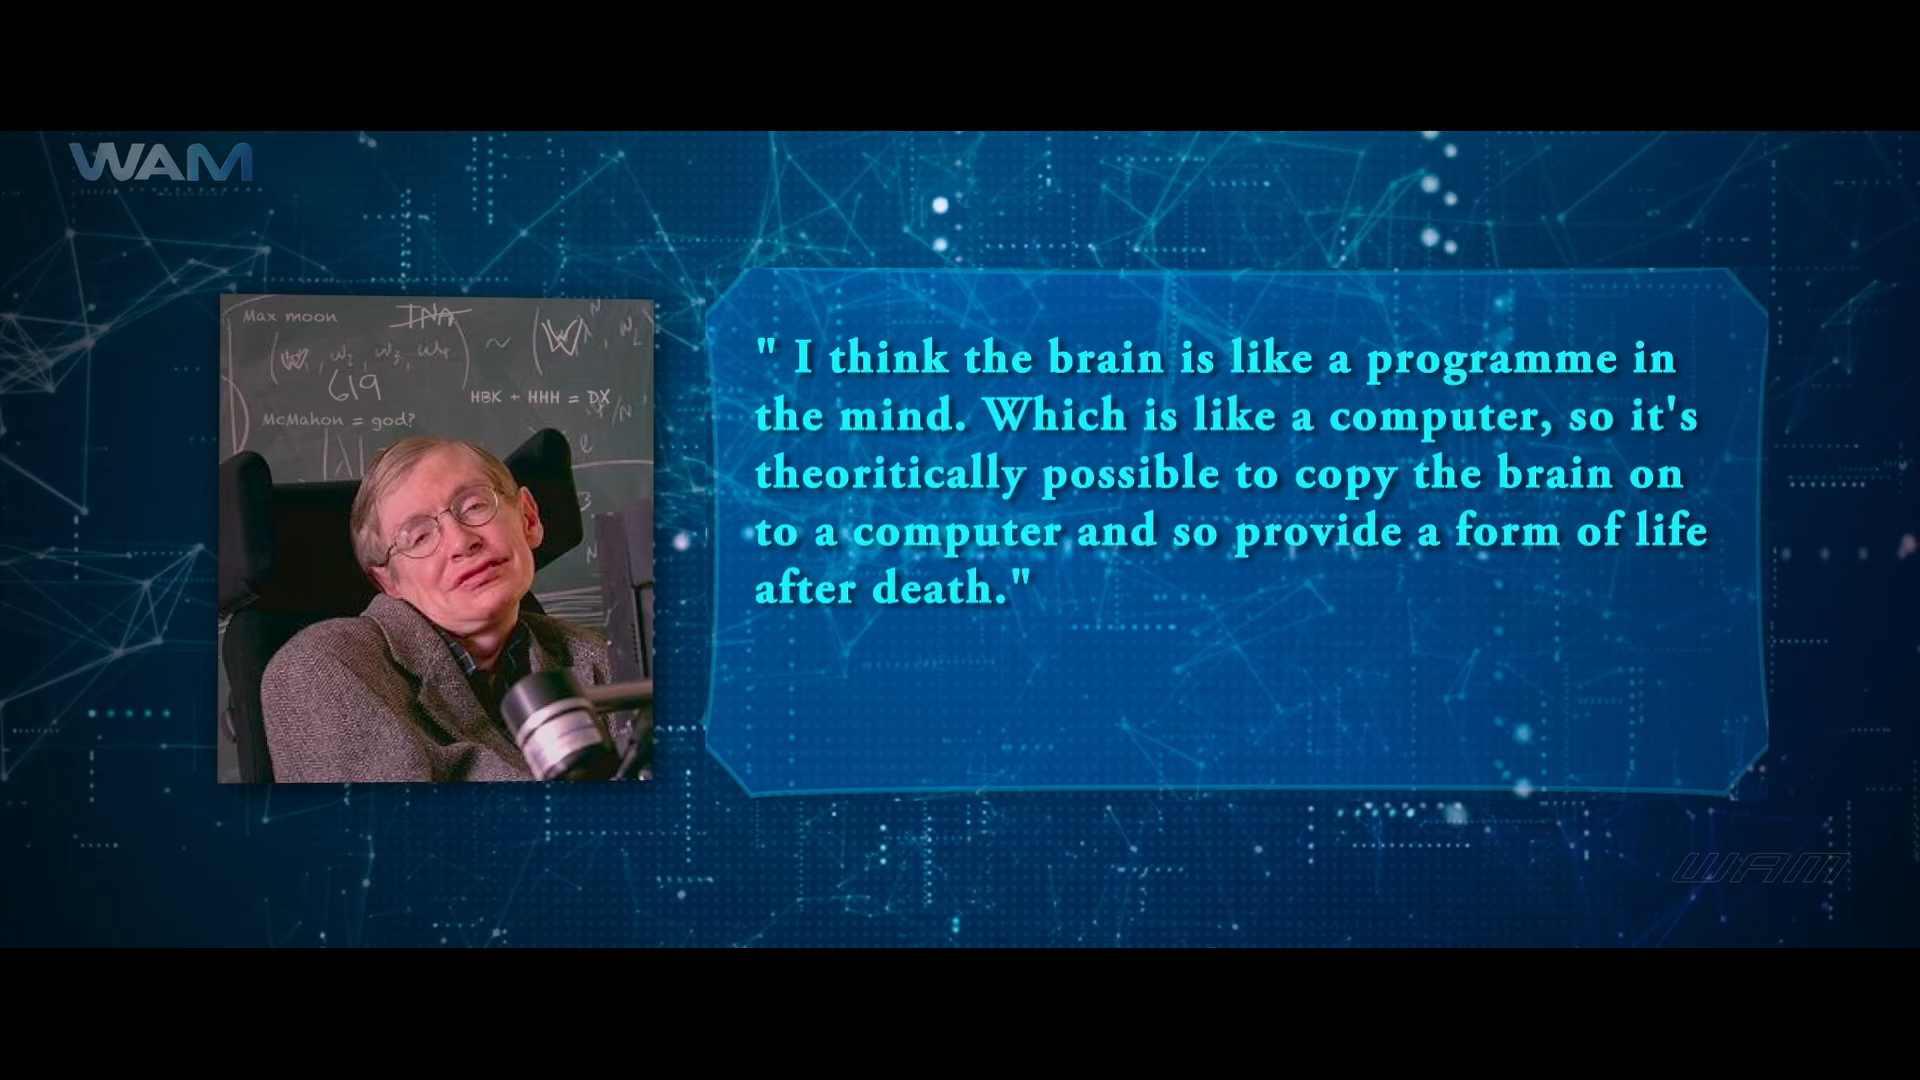 WAM
Max moon
INA
619
HBK + HHH = DX
McMahon = god?
" I think the brain is like a programme in
the mind. Which is like a computer, so it's
theoritically possible to copy the brain on
to a computer and so provide a form of life
after death."
WAM